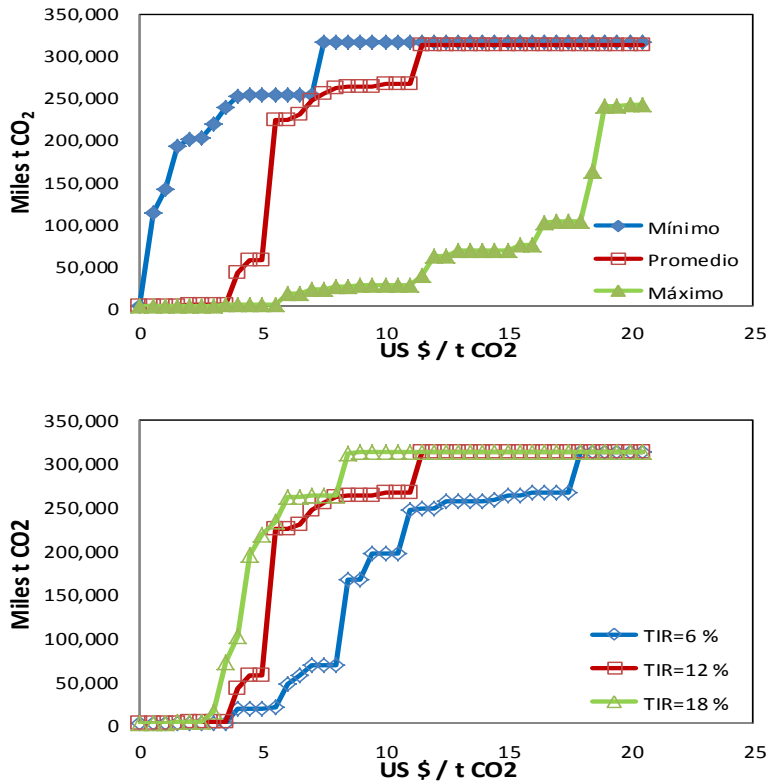 350,000
300,000
250,000
200,000
150,000
100,000
50,000
0
Miles t CO2
Mínimo
Promedio
Máximo
0 5 10 15 20 25
US $ / t CO2
350,000
300,000
250,000
200,000
150,000
100,000
50,000
0
Miles t CO2
TIR=6 %
TIR=12 %
TIR=18 %
0 5 10 15 20 25
US $ / t CO2